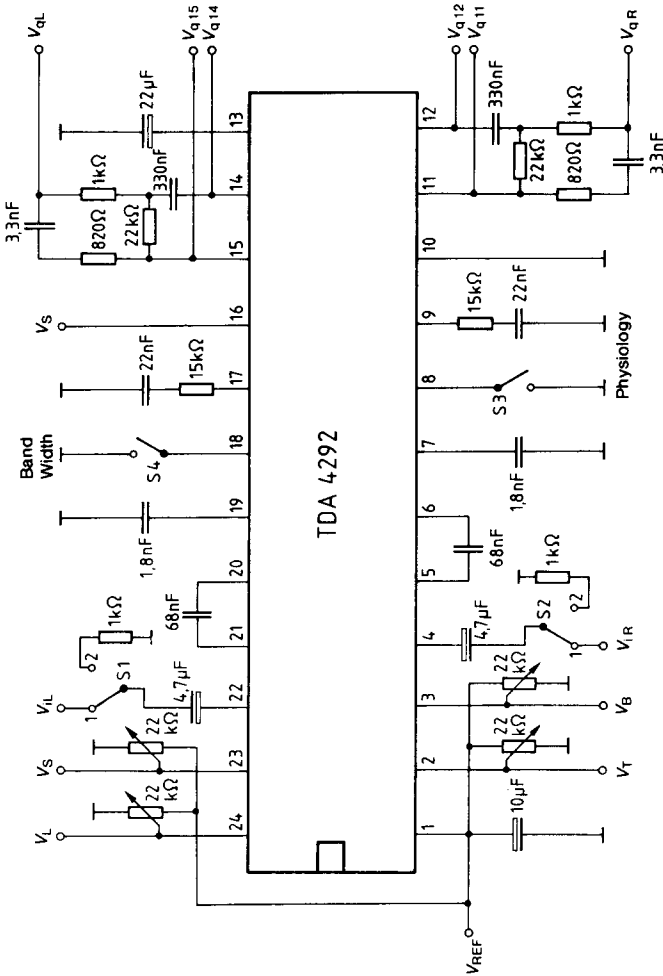 V_qL
V_q15
V_q14
V_q12
V_q11
V_qR
22µF
13
12
330nF
1kΩ
3,3nF
1kΩ
330nF
14
11
22kΩ
820Ω
3,3nF
820Ω
22kΩ
15
10
V_S
16
9
15kΩ
22nF
22nF
15kΩ
17
8
S3
Physiology
Band
Width
S4
18
7
1,8nF
TDA 4292
1,8nF
19
6
68nF
20
5
68nF
21
4
4,7µF
S2
1kΩ
2
1
V_iR
1kΩ
2
S1
1
V_iL
4,7µF
22
3
22
kΩ
V_B
V_S
22
kΩ
23
2
22
kΩ
V_T
V_L
22
kΩ
24
1
10µF
V_REF